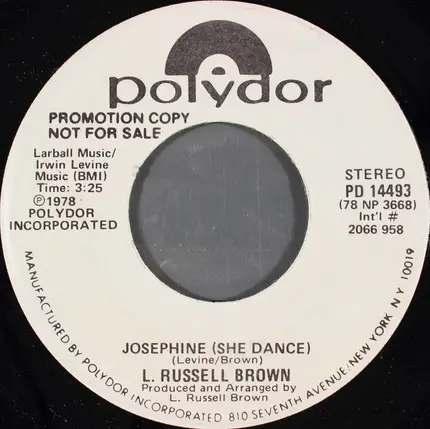 polydor
PROMOTION COPY
NOT FOR SALE
Larball Music/
Irwin Levine
Music (BMI)
Time: 3:25
Ⓟ1978
POLYDOR
INCORPORATED
STEREO
PD 14493
(78 NP 3668)
Int'l #
2066 958
JOSEPHINE (SHE DANCE)
(Levine/Brown)
L. RUSSELL BROWN
Produced and Arranged by
L. Russell Brown
MANUFACTURED BY POLYDOR INCORPORATED 810 SEVENTH AVENUE/NEW YORK N Y 10019